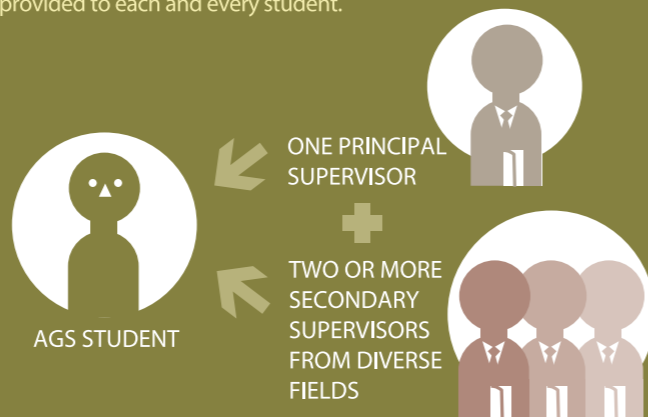 provided to each and every student.
ONE PRINCIPAL
SUPERVISOR
TWO OR MORE
SECONDARY
SUPERVISORS
FROM DIVERSE
FIELDS
AGS STUDENT